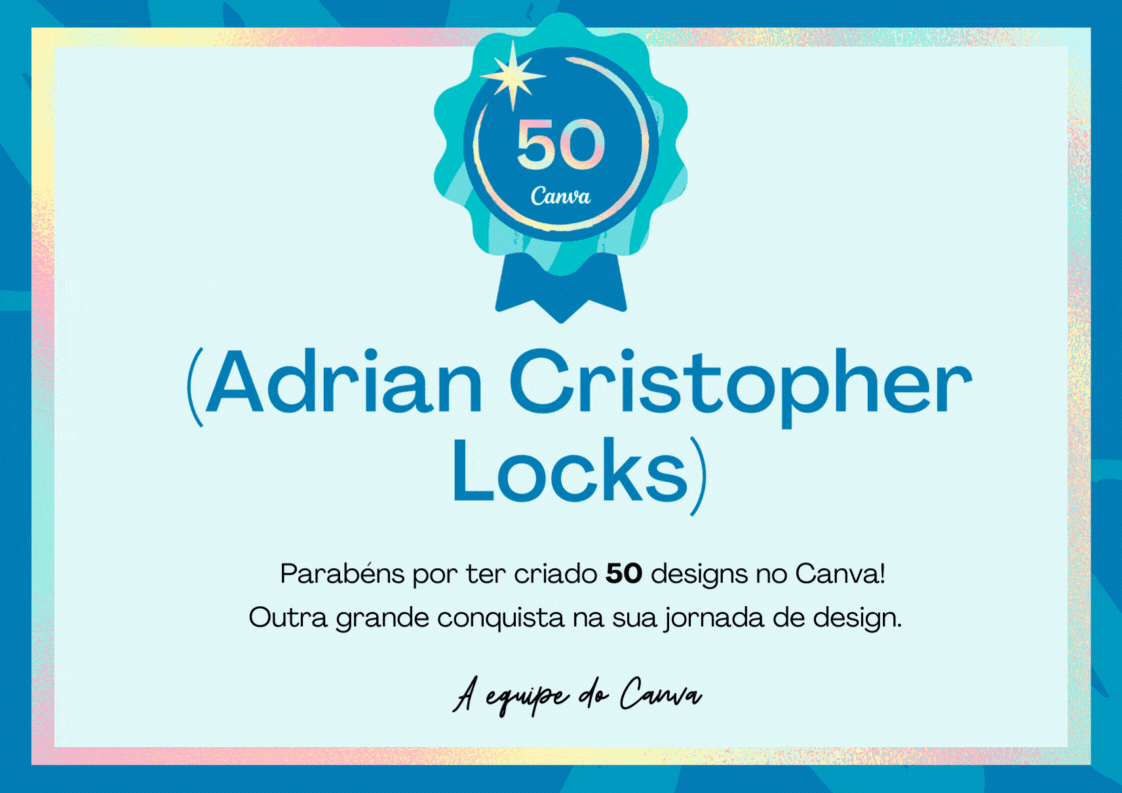 50
Canva
(Adrian Cristopher
Locks)
Parabéns por ter criado 50 designs no Canva!
Outra grande conquista na sua jornada de design.
A equipe do Canva